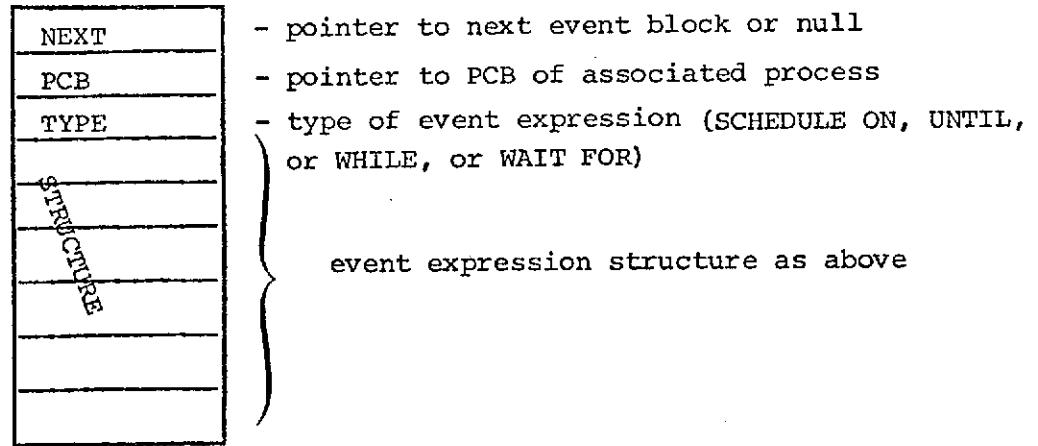 NEXT - pointer to next event block or null
PCB - pointer to PCB of associated process
TYPE - type of event expression (SCHEDULE ON, UNTIL,
or WHILE, or WAIT FOR)
STRUCTURE
event expression structure as above